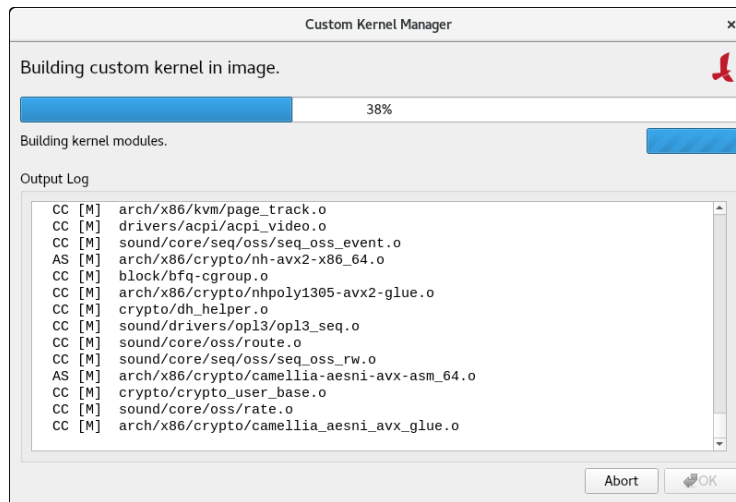 Custom Kernel Manager ×
Building custom kernel in image.
38%
Building kernel modules.
Output Log
CC [M]  arch/x86/kvm/page_track.o
CC [M]  drivers/acpi/acpi_video.o
CC [M]  sound/core/seq/oss/seq_oss_event.o
AS [M]  arch/x86/crypto/nh-avx2-x86_64.o
CC [M]  block/bfq-cgroup.o
CC [M]  arch/x86/crypto/nhpoly1305-avx2-glue.o
CC [M]  crypto/dh_helper.o
CC [M]  sound/drivers/opl3/opl3_seq.o
CC [M]  sound/core/oss/route.o
CC [M]  sound/core/seq/oss/seq_oss_rw.o
AS [M]  arch/x86/crypto/camellia-aesni-avx-asm_64.o
CC [M]  crypto/crypto_user_base.o
CC [M]  sound/core/oss/rate.o
CC [M]  arch/x86/crypto/camellia_aesni_avx_glue.o
Abort OK